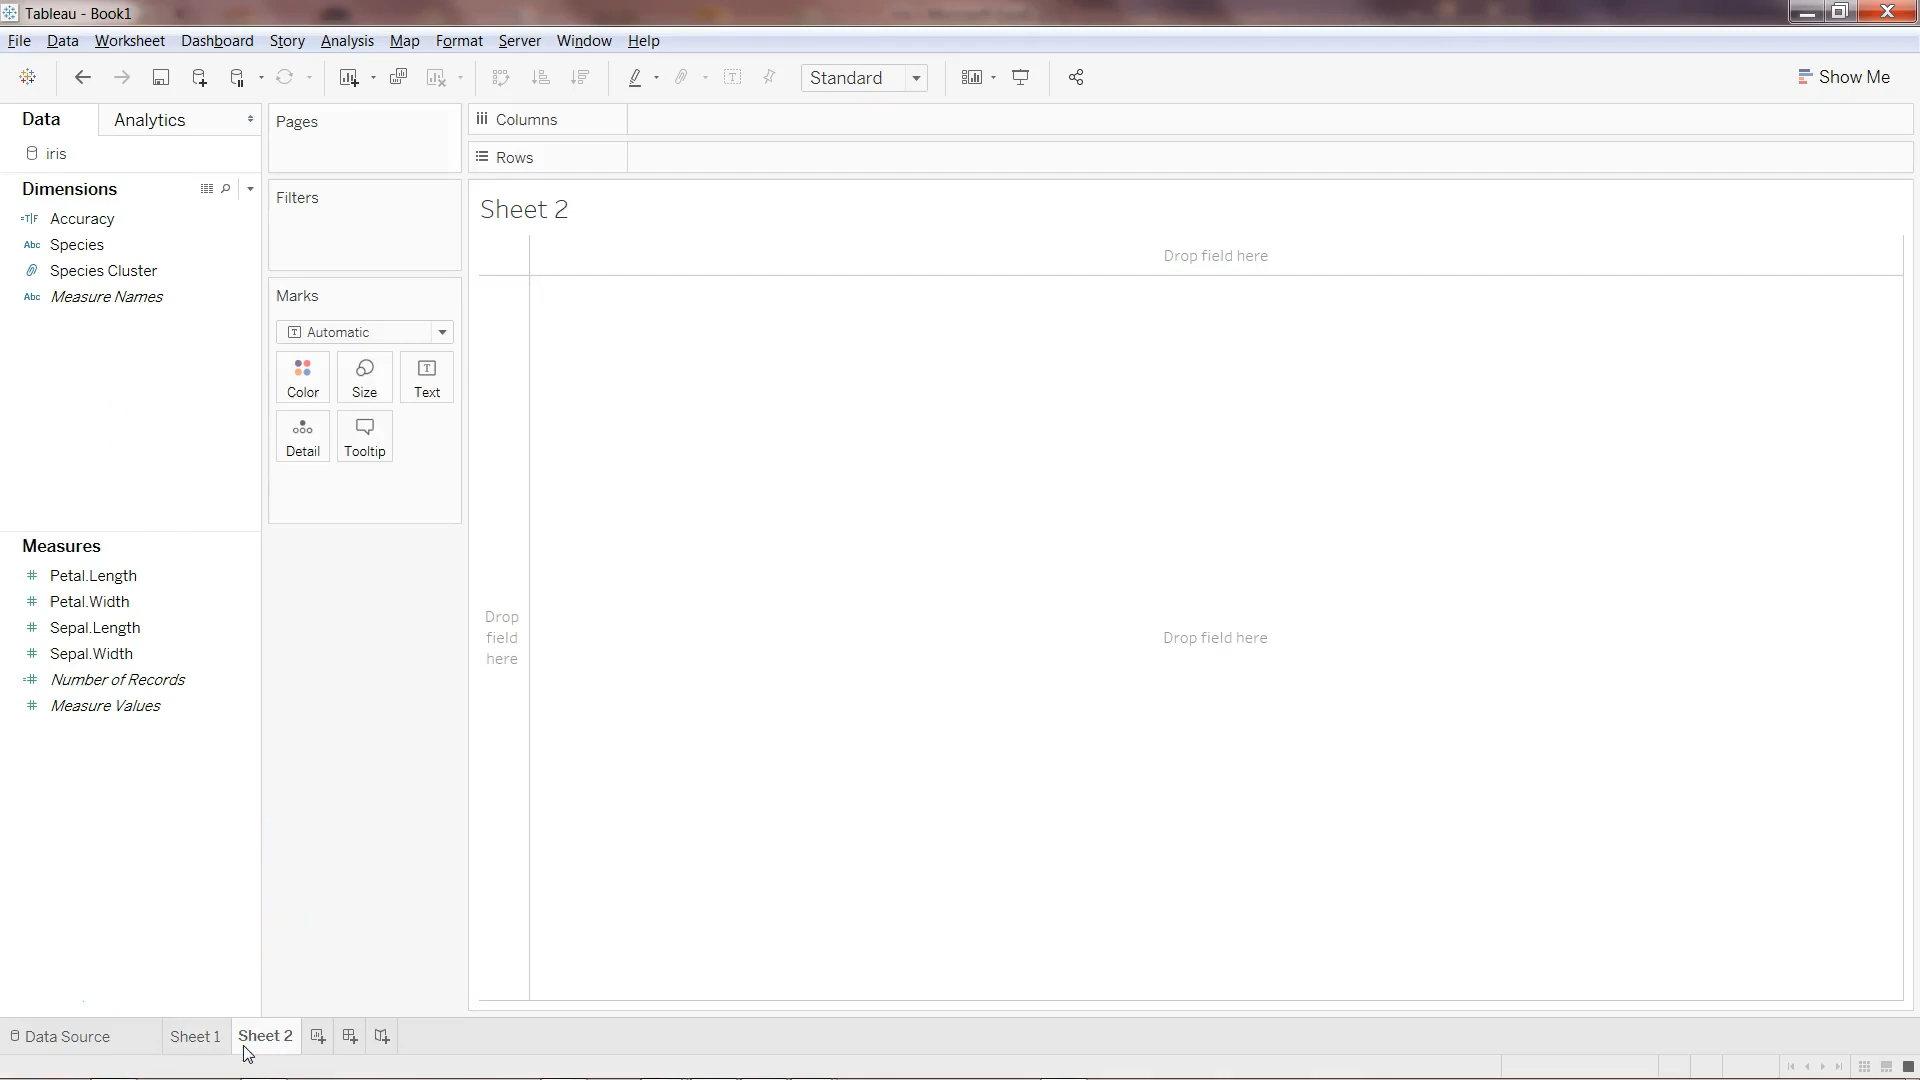 Tableau - Book1
File Data Worksheet Dashboard Story Analysis Map Format Server Window Help
Standard
Show Me
Data Analytics
iris
Dimensions
=T|F Accuracy
Abc Species
Species Cluster
Abc Measure Names
Measures
# Petal.Length
# Petal.Width
# Sepal.Length
# Sepal.Width
=# Number of Records
# Measure Values
Pages
Filters
Marks
T Automatic
Color Size Text
Detail Tooltip
Columns
Rows
Sheet 2
Drop field here
Drop
field
here
Drop field here
Data Source Sheet 1 Sheet 2